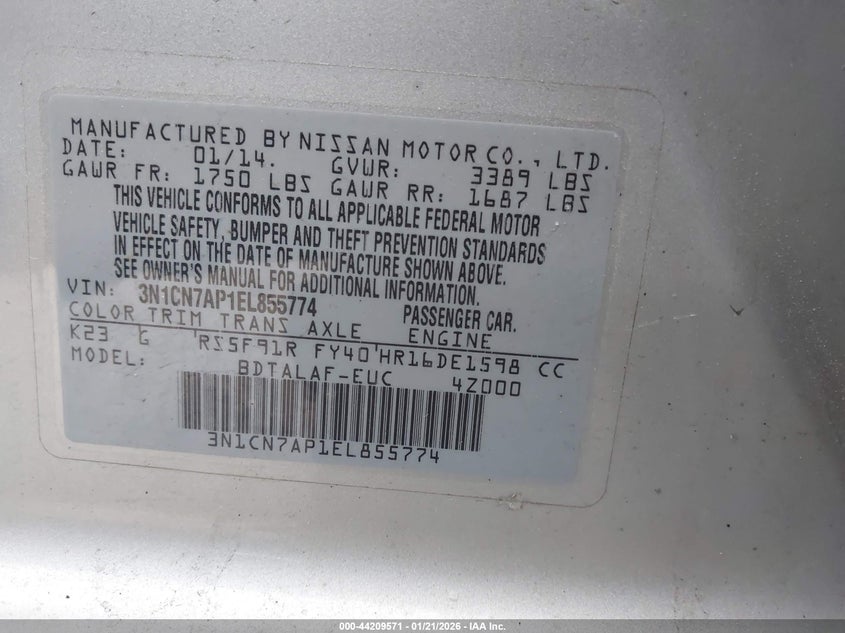 MANUFACTURED BY NISSAN MOTOR CO., LTD.
DATE: 01/14. GVWR: 3389 LBS
GAWR FR: 1750 LBS GAWR RR: 1687 LBS
THIS VEHICLE CONFORMS TO ALL APPLICABLE FEDERAL MOTOR
VEHICLE SAFETY, BUMPER AND THEFT PREVENTION STANDARDS
IN EFFECT ON THE DATE OF MANUFACTURE SHOWN ABOVE.
SEE OWNER'S MANUAL FOR ADDITIONAL INFORMATION.
VIN: 3N1CN7AP1EL855774 PASSENGER CAR.
COLOR TRIM TRANS AXLE ENGINE
K23 G RS5F91R FY40 HR16DE1598 CC
MODEL: BDTALAF-EUC 4Z000
3N1CN7AP1EL855774
000-44209571 - 01/21/2026 - IAA Inc.